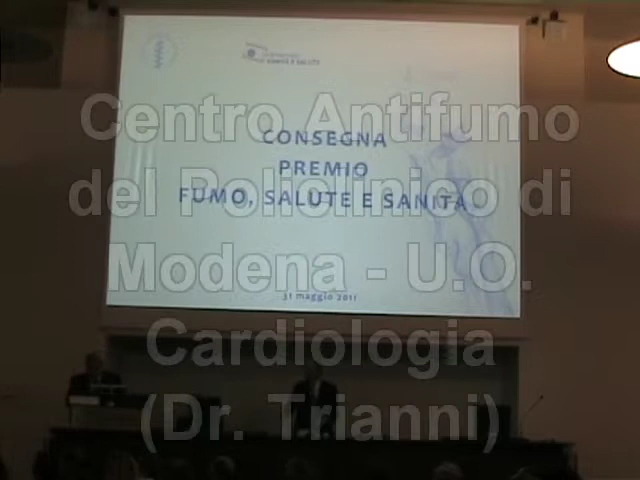 Centro Antifumo
CONSEGNA
PREMIO
del Policlinico di
FUMO, SALUTE E SANITÀ
Modena - U.O.
31 maggio 2011
Cardiologia
(Dr. Trianni)